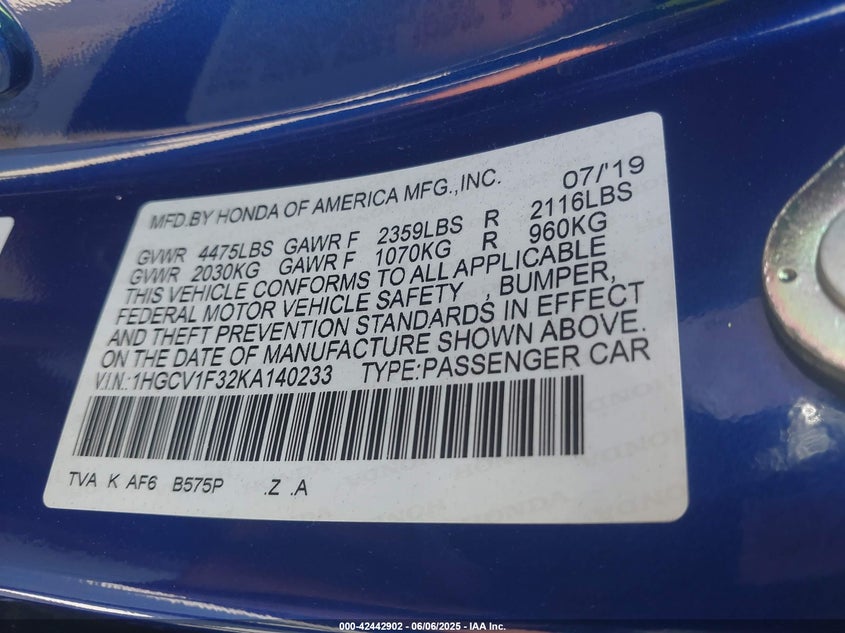 MFD.BY HONDA OF AMERICA MFG.,INC. 07/'19
GVWR 4475LBS GAWR F 2359LBS R 2116LBS
GVWR 2030KG GAWR F 1070KG R 960KG
THIS VEHICLE CONFORMS TO ALL APPLICABLE
FEDERAL MOTOR VEHICLE SAFETY , BUMPER,
AND THEFT PREVENTION STANDARDS IN EFFECT
ON THE DATE OF MANUFACTURE SHOWN ABOVE.
V.I.N.:1HGCV1F32KA140233 TYPE:PASSENGER CAR
TVA K AF6 B575P .Z .A
000-42442902 - 06/06/2025 - IAA Inc.